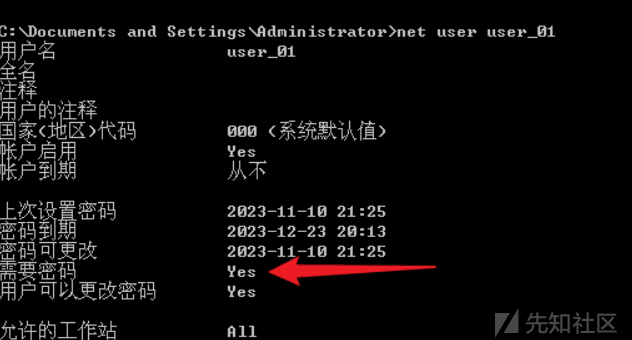 C:\Documents and Settings\Administrator>net user user_01
用户名 user_01
全名
注释
用户的注释
国家(地区)代码 000 (系统默认值)
帐户启用 Yes
帐户到期 从不
上次设置密码 2023-11-10 21:25
密码到期 2023-12-23 20:13
密码可更改 2023-11-10 21:25
需要密码 Yes
用户可以更改密码 Yes
允许的工作站 All
先知社区